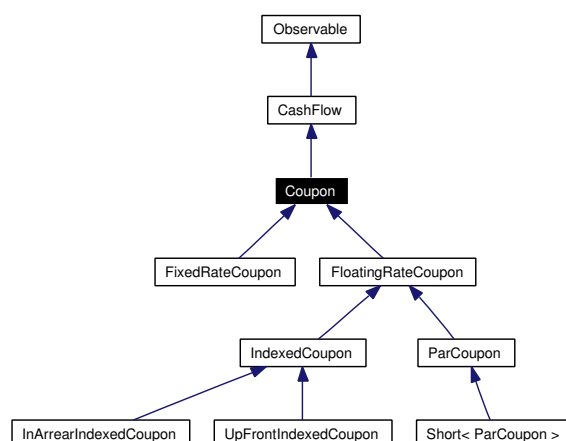 Observable
CashFlow
Coupon
FixedRateCoupon
FloatingRateCoupon
IndexedCoupon
ParCoupon
InArrearIndexedCoupon
UpFrontIndexedCoupon
Short< ParCoupon >